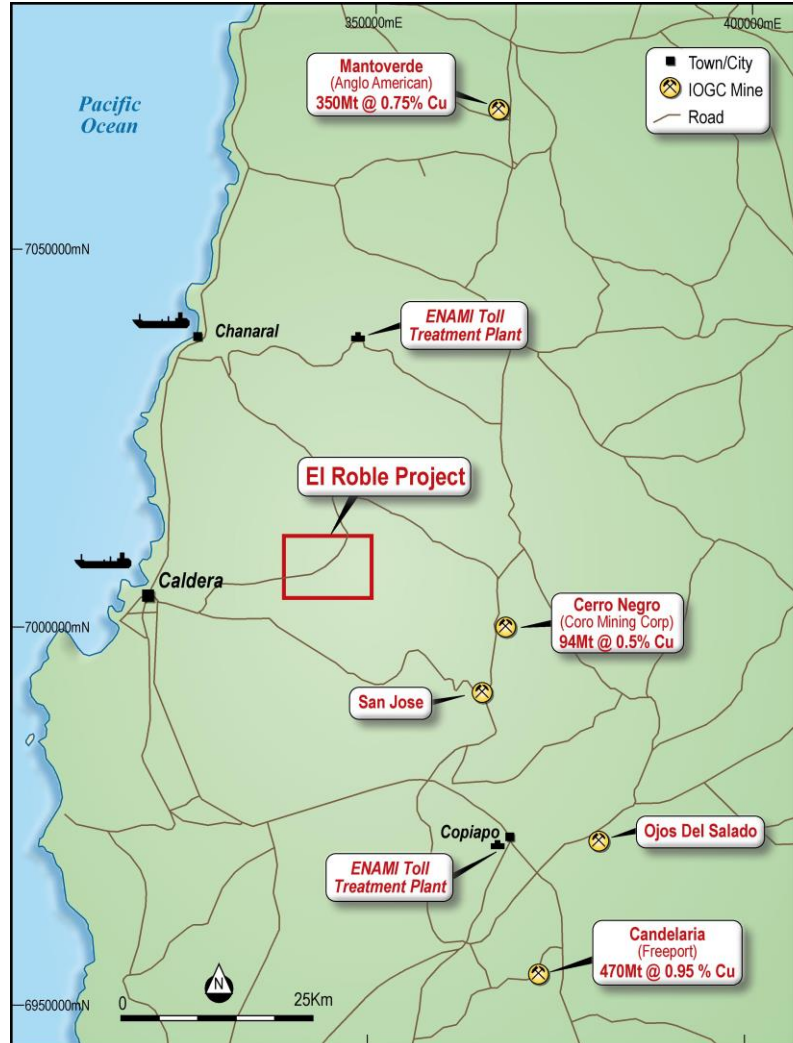 350000mE
400000mE
Mantoverde
(Anglo American)
350Mt @ 0.75% Cu
Town/City
IOGC Mine
Road
Pacific
Ocean
7050000mN
Chanaral
ENAMI Toll
Treatment Plant
El Roble Project
Caldera
7000000mN
Cerro Negro
(Coro Mining Corp)
94Mt @ 0.5% Cu
San Jose
Copiapo
Ojos Del Salado
ENAMI Toll
Treatment Plant
Candelaria
(Freeport)
470Mt @ 0.95 % Cu
N
6950000mN
0
25Km